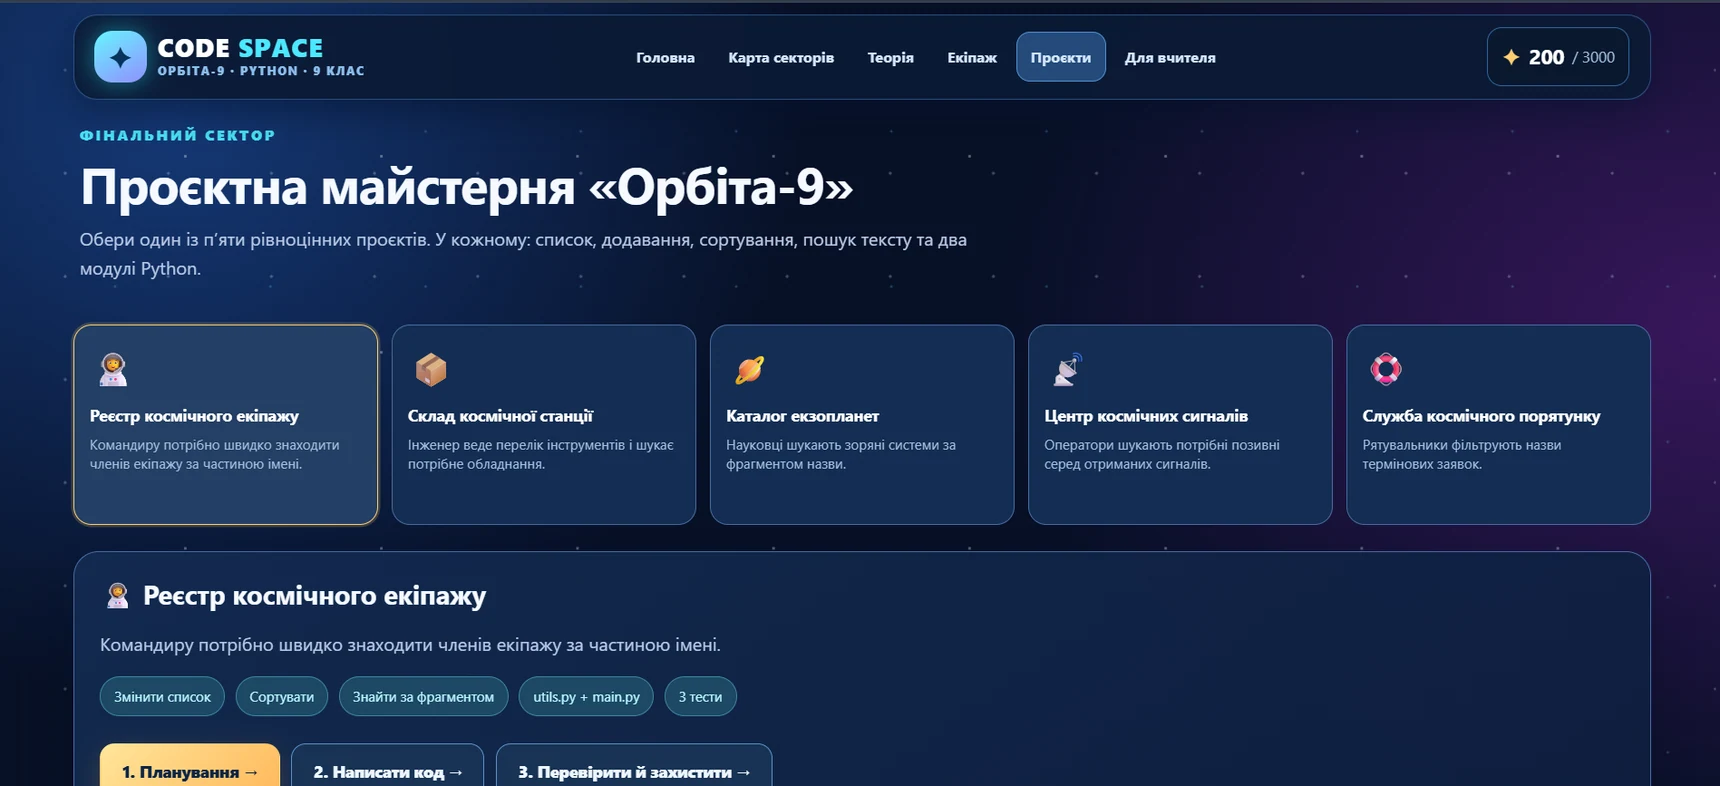 CODE SPACE
ОРБІТА-9 · PYTHON · 9 КЛАС
Головна
Карта секторів
Теорія
Екіпаж
Проєкти
Для вчителя
200 / 3000
ФІНАЛЬНИЙ СЕКТОР
Проєктна майстерня «Орбіта-9»
Обери один із п’яти рівноцінних проєктів. У кожному: список, додавання, сортування, пошук тексту та два
модулі Python.
Реєстр космічного екіпажу
Командиру потрібно швидко знаходити
членів екіпажу за частиною імені.
Склад космічної станції
Інженер веде перелік інструментів і шукає
потрібне обладнання.
Каталог екзопланет
Науковці шукають зоряні системи за
фрагментом назви.
Центр космічних сигналів
Оператори шукають потрібні позивні
серед отриманих сигналів.
Служба космічного порятунку
Рятувальники фільтрують назви
термінових заявок.
Реєстр космічного екіпажу
Командиру потрібно швидко знаходити членів екіпажу за частиною імені.
Змінити список
Сортувати
Знайти за фрагментом
utils.py + main.py
3 тести
1. Планування →
2. Написати код →
3. Перевірити й захистити →